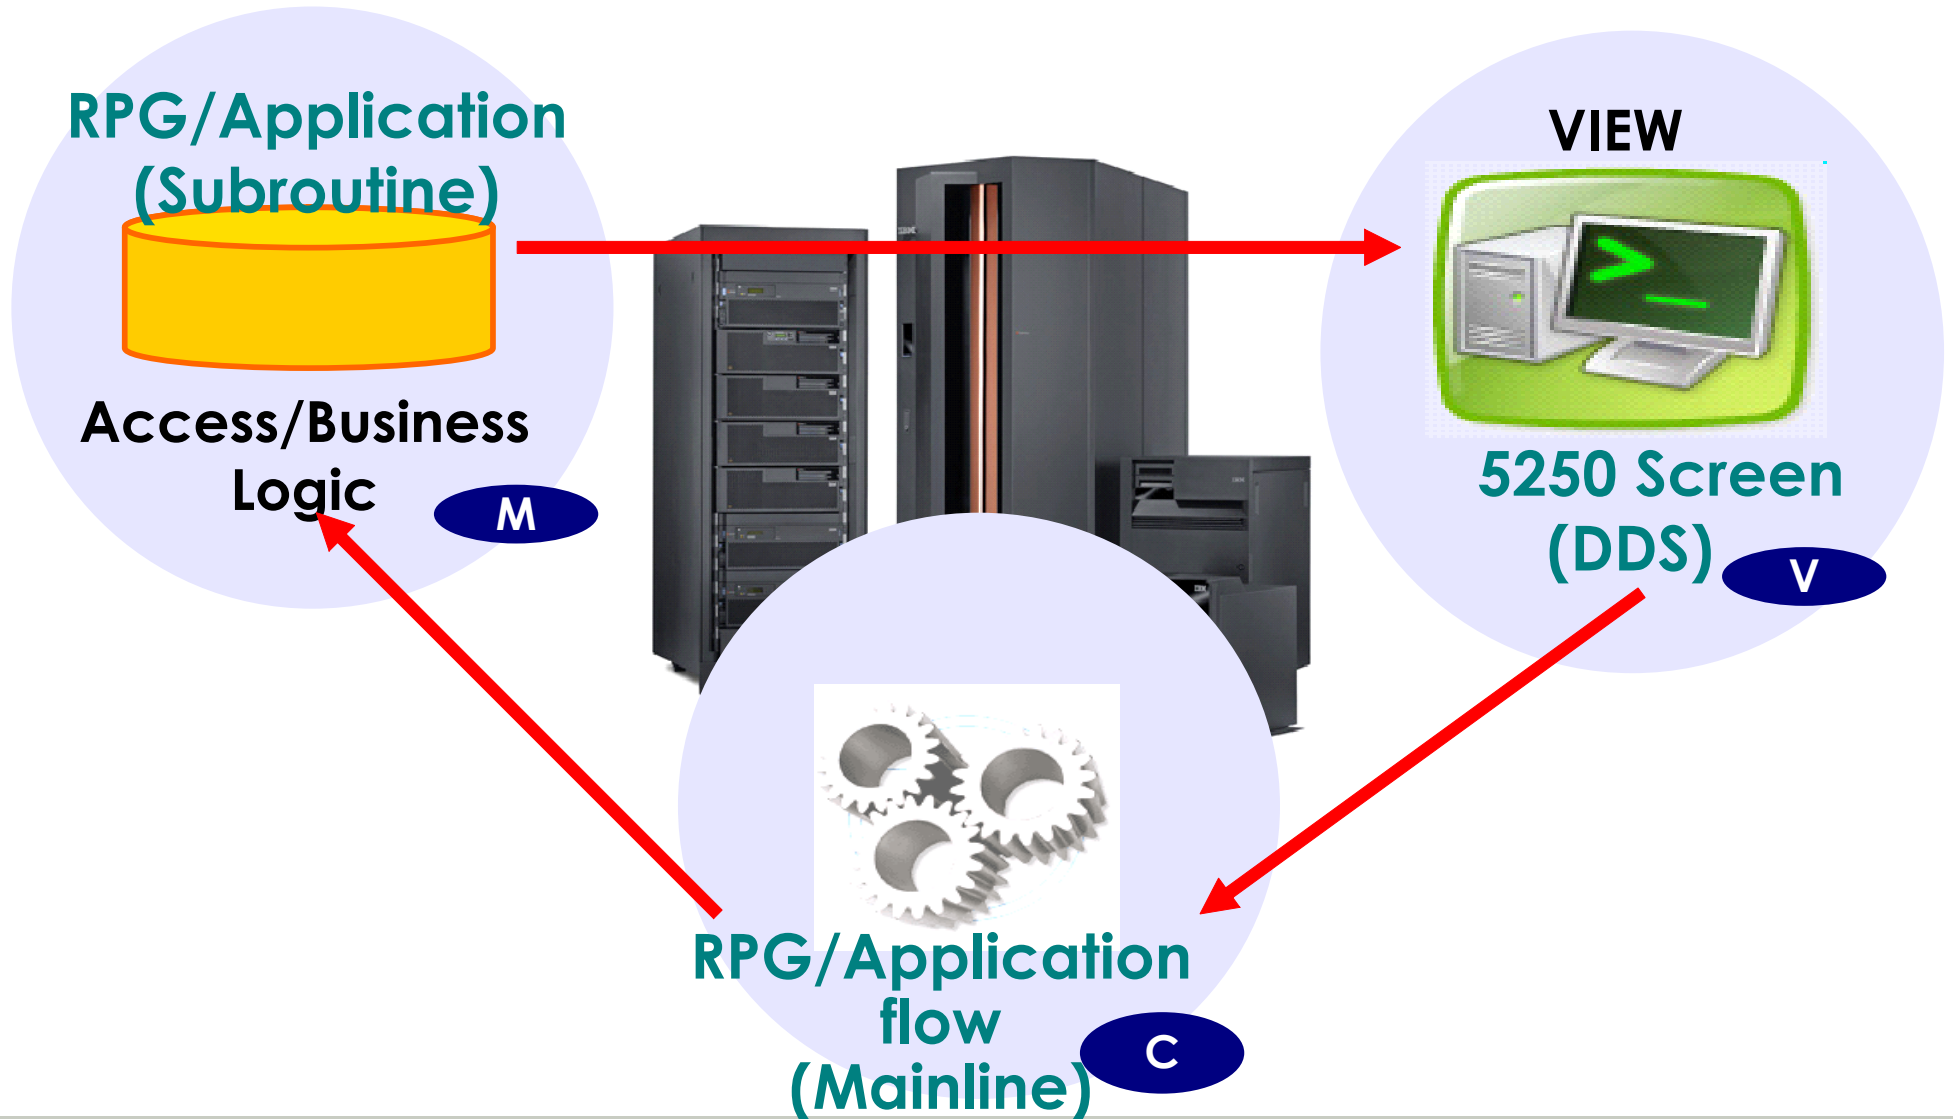 RPG/Application
(Subroutine)
Access/Business
Logic
M
VIEW
>_
5250 Screen
(DDS)
V
RPG/Application
flow
(Mainline)
C